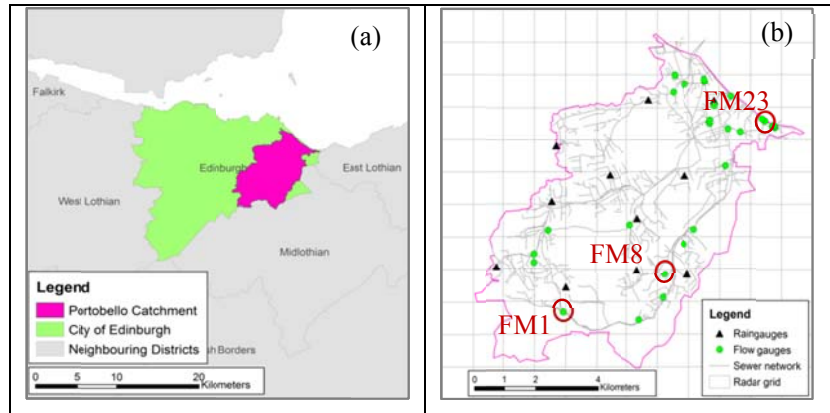 (a)
Falkirk
Edinburgh
East Lothian
West Lothian
Midlothian
Legend
Portobello Catchment
City of Edinburgh
Neighbouring Districts
sh Borders
0 5 10 20
Kilometers
(b)
FM23
FM8
FM1
Legend
Raingauges
Flow gauges
Sewer network
Radar grid
0 1 2 4
Kilometers